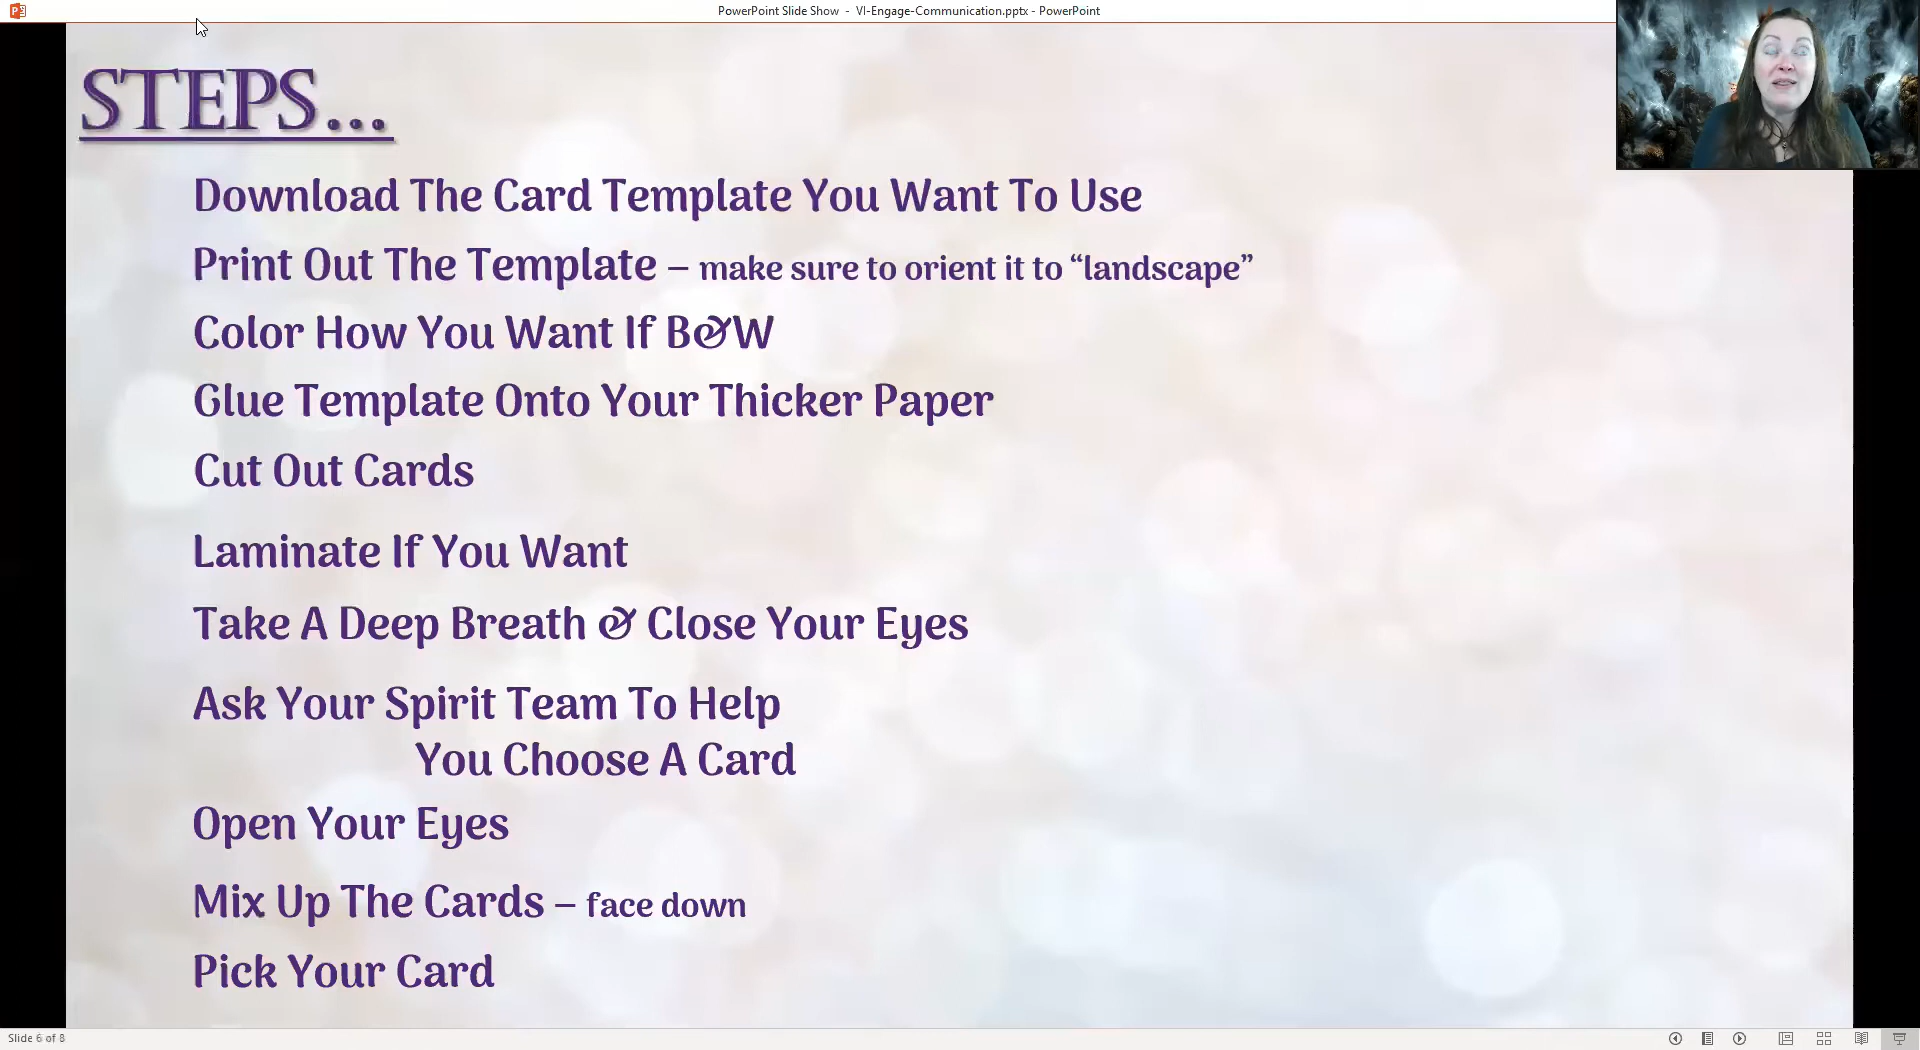 PowerPoint Slide Show - VI-Engage-Communication.pptx - PowerPoint
STEPS...
Download The Card Template You Want To Use
Print Out The Template – make sure to orient it to “landscape”
Color How You Want If B&W
Glue Template Onto Your Thicker Paper
Cut Out Cards
Laminate If You Want
Take A Deep Breath & Close Your Eyes
Ask Your Spirit Team To Help
You Choose A Card
Open Your Eyes
Mix Up The Cards – face down
Pick Your Card
Slide 6 of 8